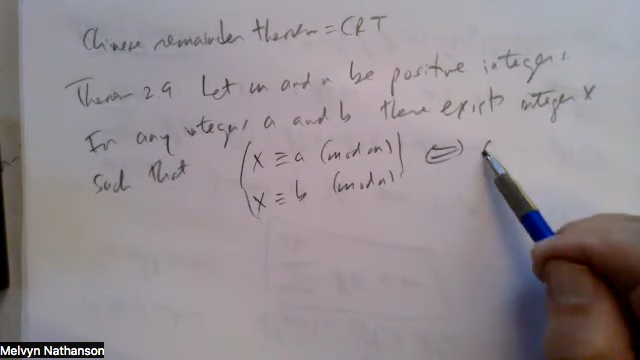 Chinese remainder theorem = CRT
Theorem 2.9 Let m and n be positive integers.
For any integers a and b there exists integer x
such that (x ≡ a (mod m)) ⇔ (
(x ≡ b (mod n))
Melvyn Nathanson